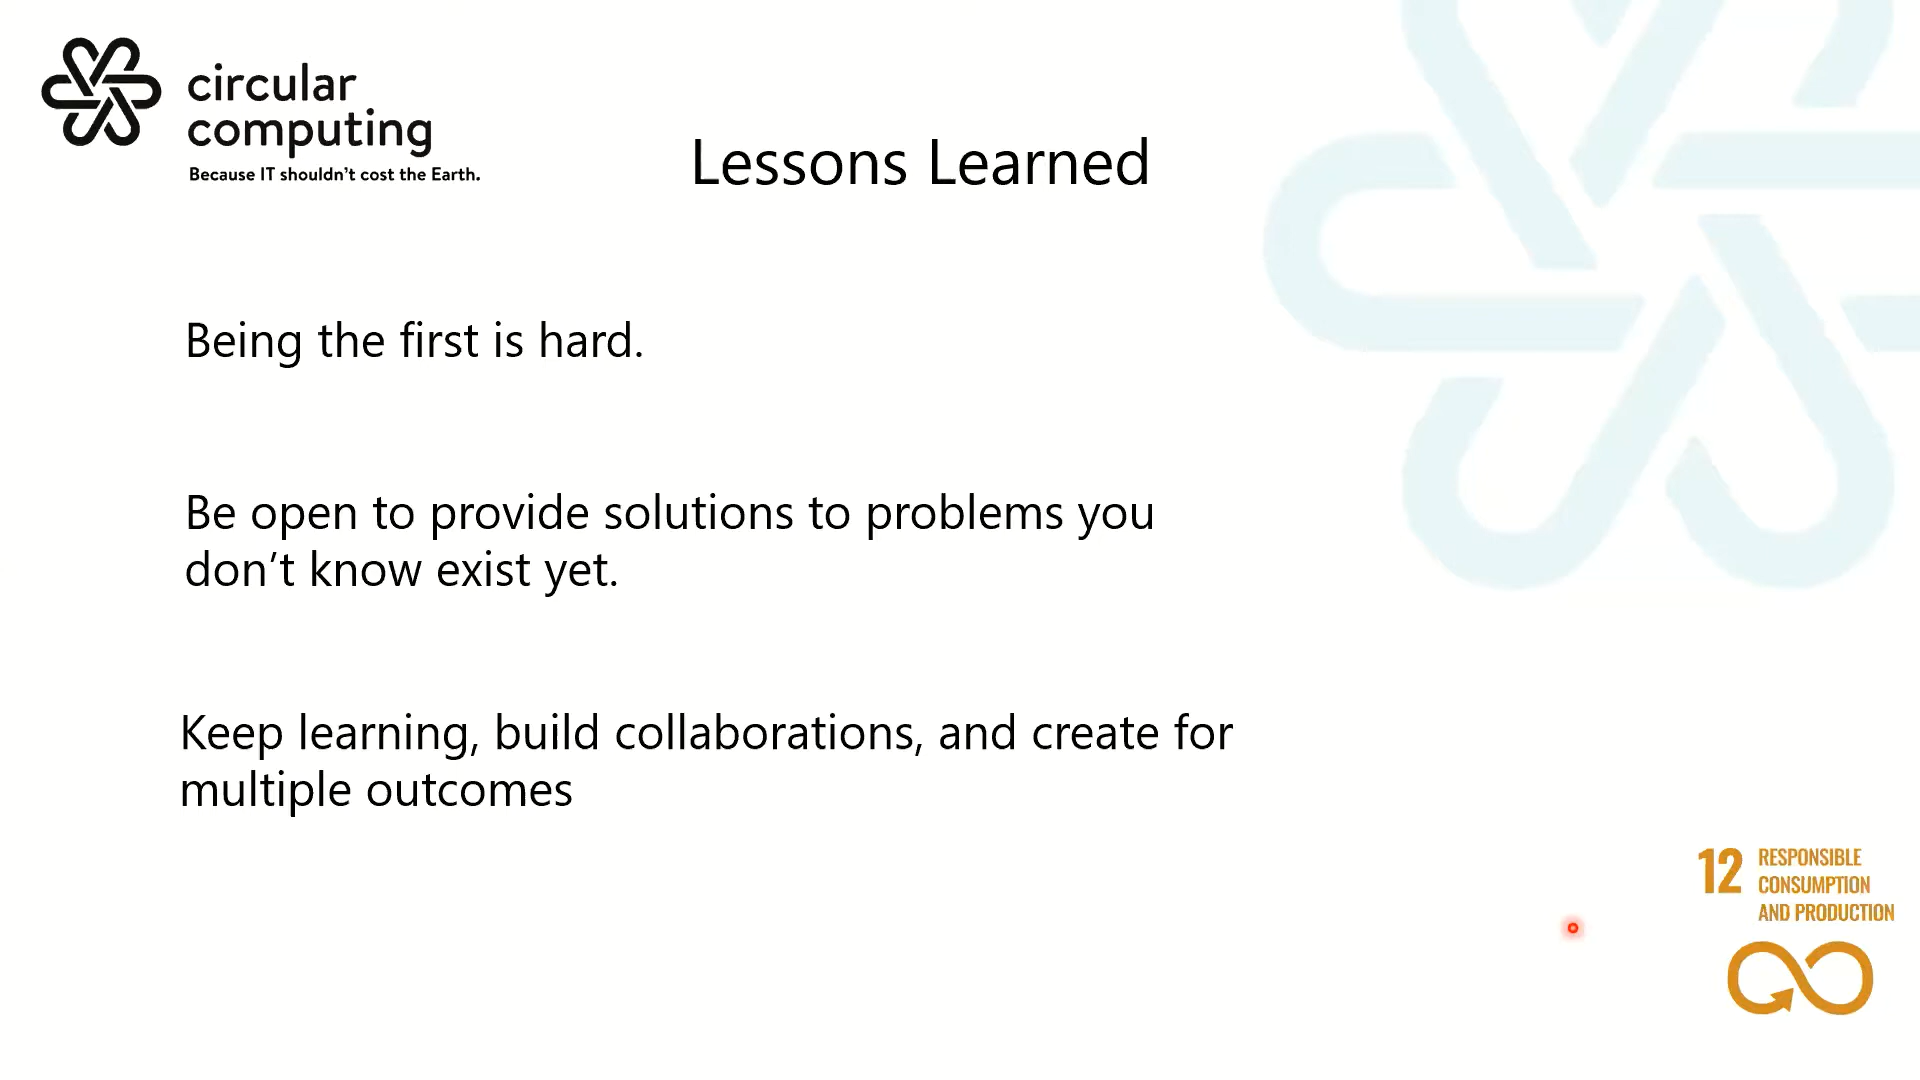 circular
computing
Because IT shouldn’t cost the Earth.
Lessons Learned
Being the first is hard.
Be open to provide solutions to problems you
don’t know exist yet.
Keep learning, build collaborations, and create for
multiple outcomes
12 RESPONSIBLE
CONSUMPTION
AND PRODUCTION